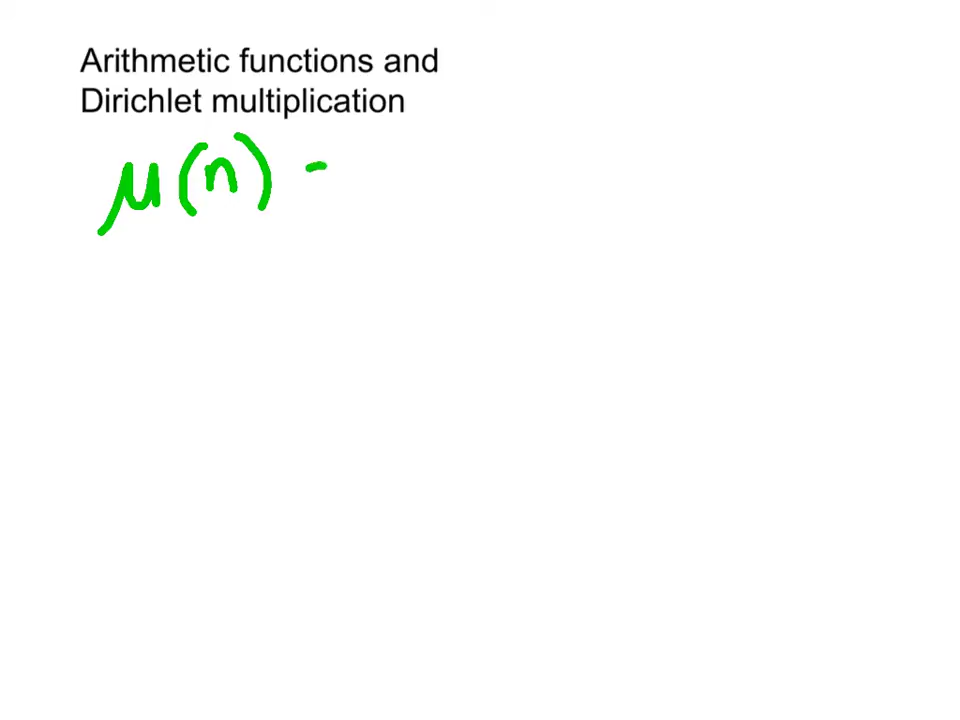 Arithmetic functions and
Dirichlet multiplication
μ(n) -